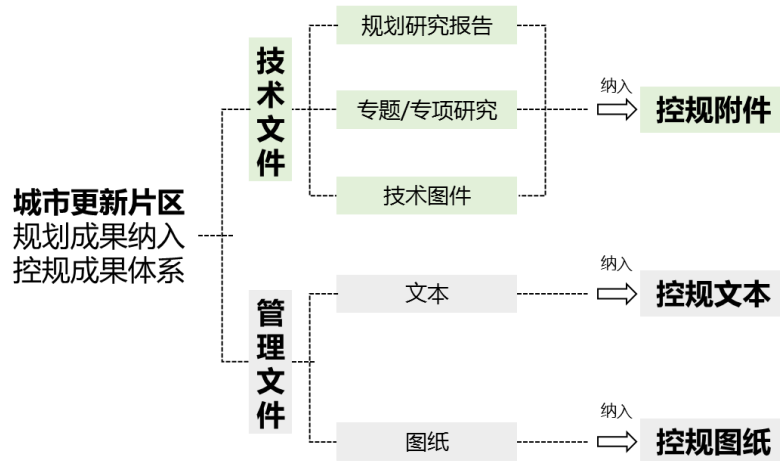 城市更新片区
规划成果纳入
控规成果体系
技术文件
规划研究报告
专题/专项研究
技术图件
纳入
控规附件
管理文件
文本
纳入
控规文本
图纸
纳入
控规图纸